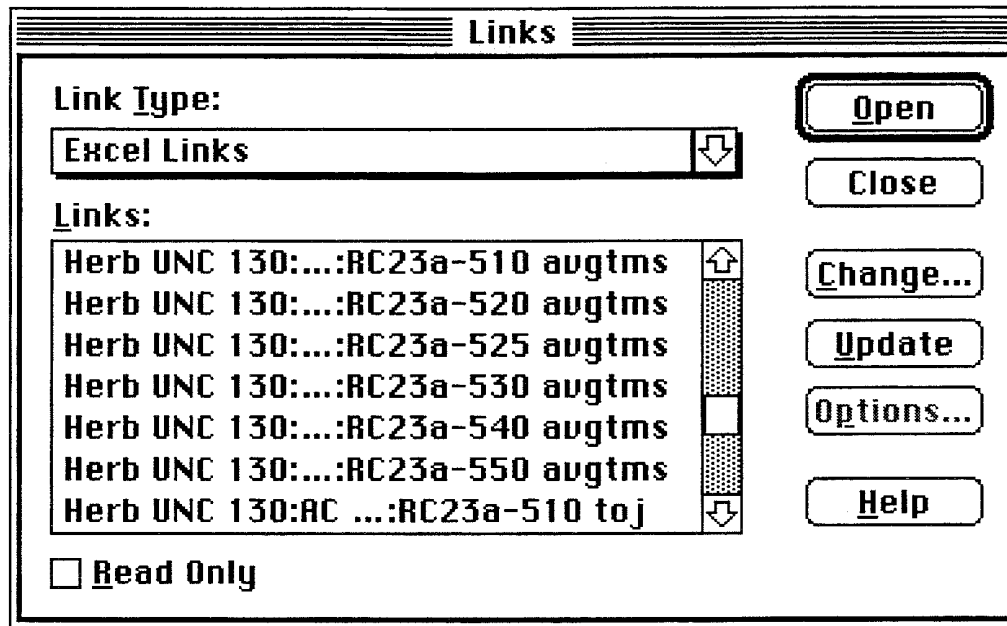 Links
Link Type:
Excel Links
Links:
Herb UNC 130:...:RC23a-510 avgtms
Herb UNC 130:...:RC23a-520 avgtms
Herb UNC 130:...:RC23a-525 avgtms
Herb UNC 130:...:RC23a-530 avgtms
Herb UNC 130:...:RC23a-540 avgtms
Herb UNC 130:...:RC23a-550 avgtms
Herb UNC 130:AC ...:RC23a-510 toj
Read Only
Open
Close
Change...
Update
Options...
Help